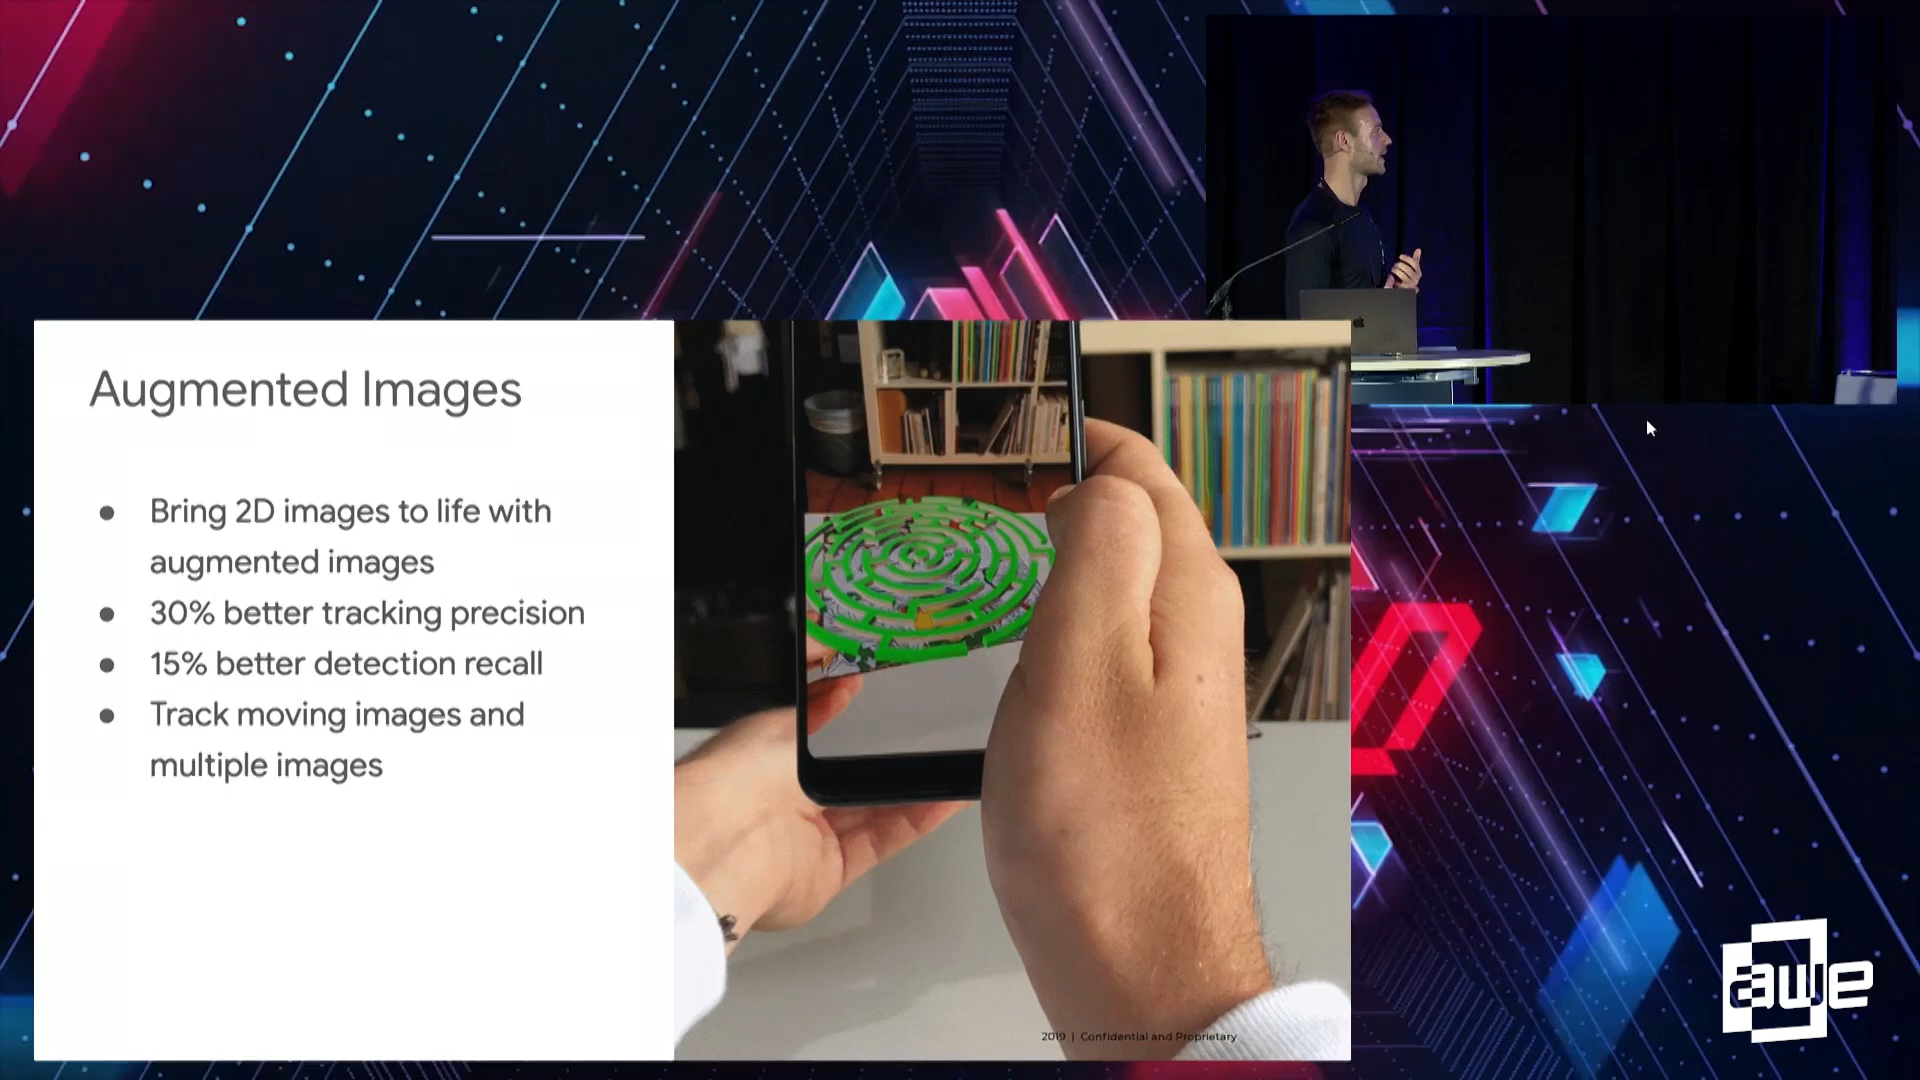 Augmented Images
● Bring 2D images to life with
augmented images
● 30% better tracking precision
● 15% better detection recall
● Track moving images and
multiple images
2019 | Confidential and Proprietary
awe